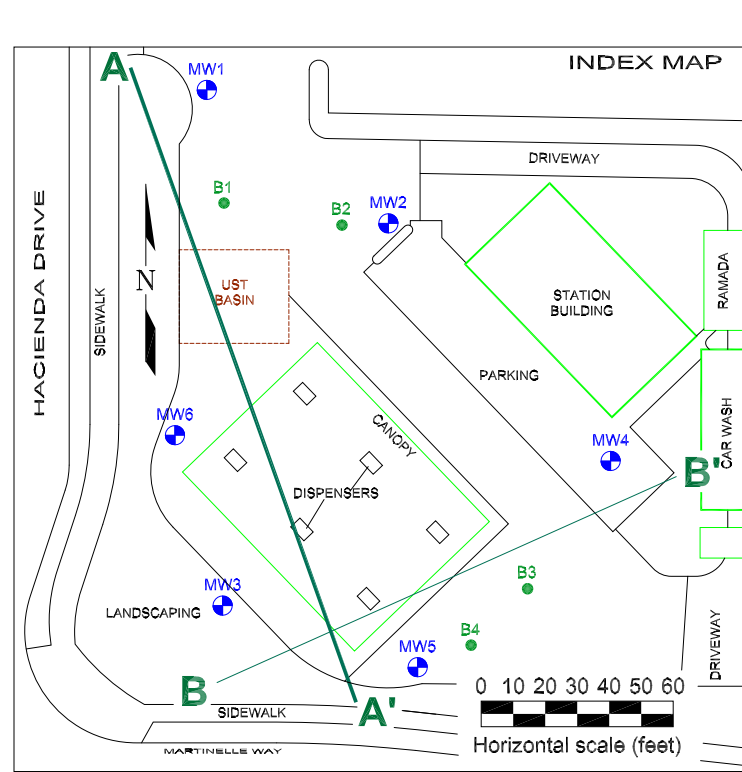 INDEX MAP
A
MW1
DRIVEWAY
B1
B2
MW2
HACIENDA DRIVE
SIDEWALK
N
UST
BASIN
STATION
BUILDING
RAMADA
PARKING
MW6
CANOPY
MW4
CAR WASH
B'
DISPENSERS
MW3
LANDSCAPING
B3
B4
MW5
DRIVEWAY
B
SIDEWALK
A'
0 10 20 30 40 50 60
Horizontal scale (feet)
MARTINELLE WAY